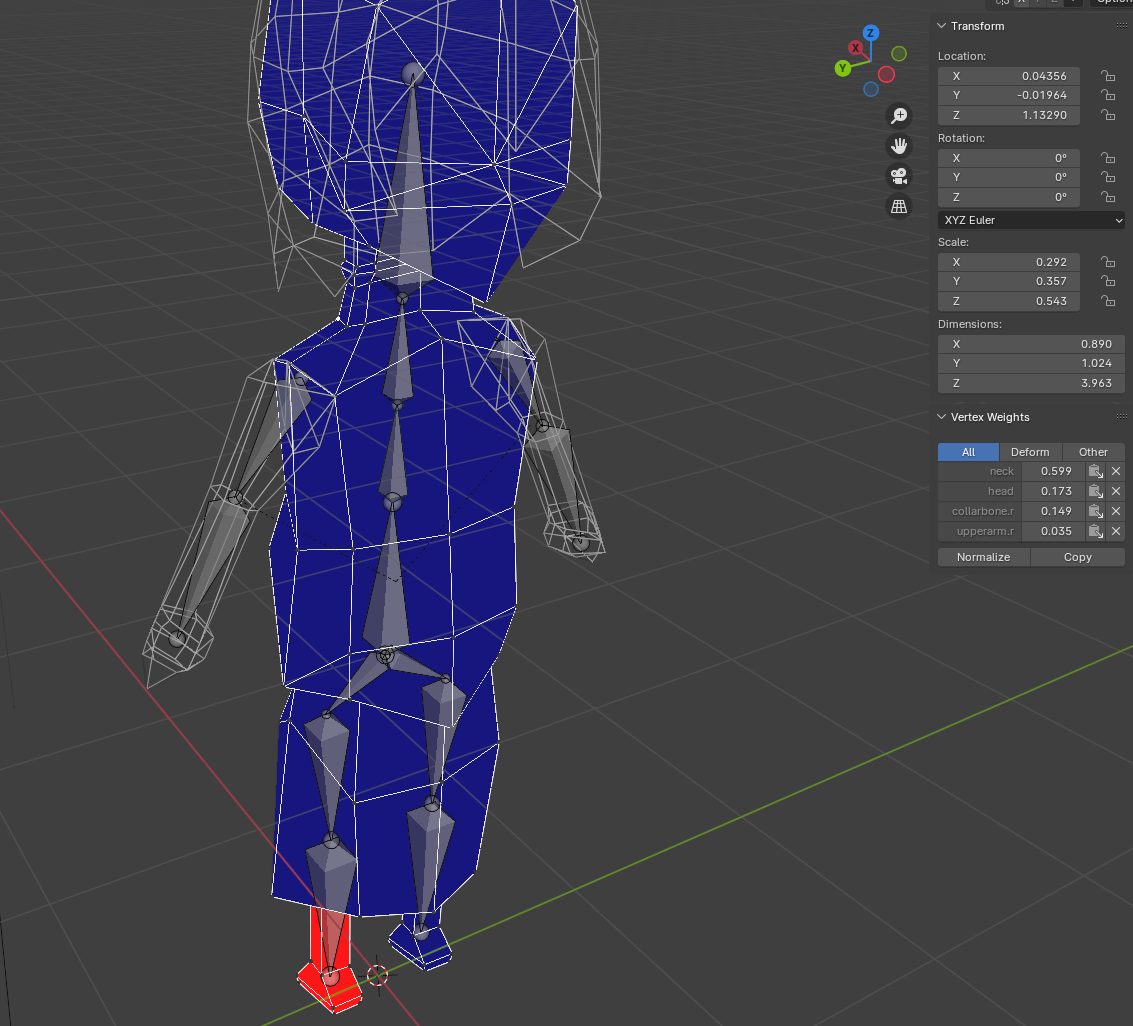 Transform
Z
X
Y
Location:
X 0.04356
Y -0.01964
Z 1.13290
Rotation:
X 0°
Y 0°
Z 0°
XYZ Euler
Scale:
X 0.292
Y 0.357
Z 0.543
Dimensions:
X 0.890
Y 1.024
Z 3.963
Vertex Weights
All Deform Other
neck 0.599
head 0.173
collarbone.r 0.149
upperarm.r 0.035
Normalize Copy